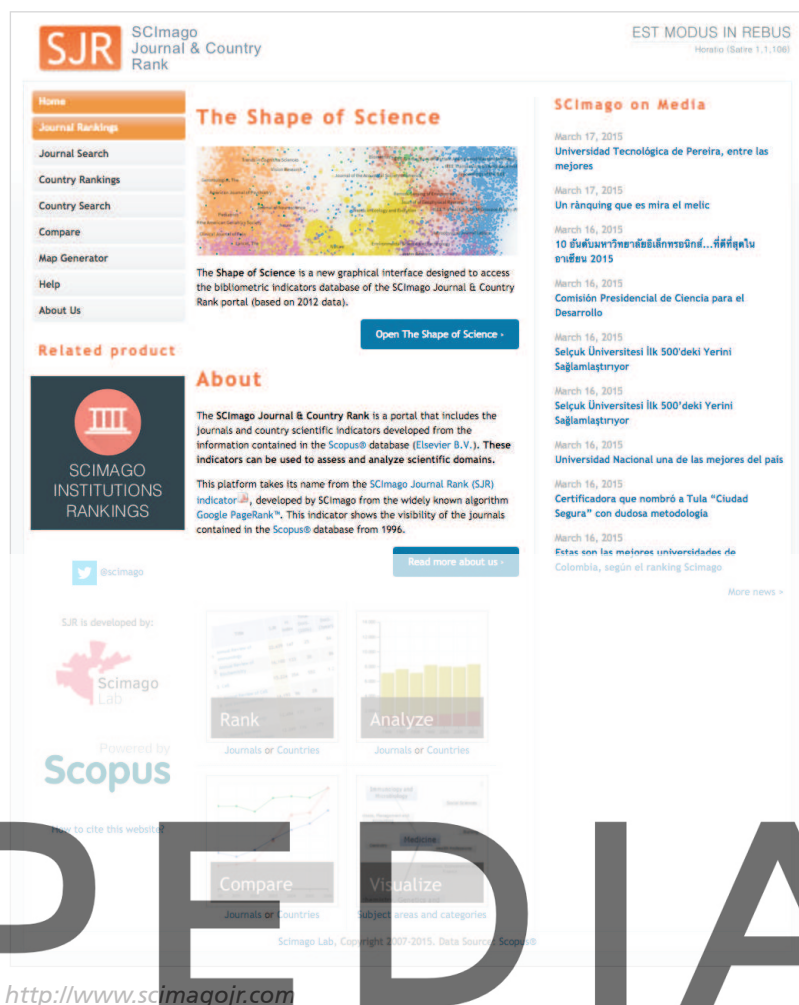 SJR
SCImago
Journal & Country
Rank
EST MODUS IN REBUS
Horatio (Satire 1,1,106)
Home
Journal Rankings
Journal Search
Country Rankings
Country Search
Compare
Map Generator
Help
About Us
Related product
SCIMAGO
INSTITUTIONS
RANKINGS
@scimago
SJR is developed by:
Scimago
Lab
Powered by
Scopus
How to cite this website?
The Shape of Science
The Shape of Science is a new graphical interface designed to access
the bibliometric indicators database of the SCImago Journal & Country
Rank portal (based on 2012 data).
Open The Shape of Science ›
About
The SCImago Journal & Country Rank is a portal that includes the
journals and country scientific indicators developed from the
information contained in the Scopus® database (Elsevier B.V.). These
indicators can be used to assess and analyze scientific domains.
This platform takes its name from the SCImago Journal Rank (SJR)
indicator, developed by SCImago from the widely known algorithm
Google PageRank™. This indicator shows the visibility of the journals
contained in the Scopus® database from 1996.
Read more about us ›
Rank
Journals or Countries
Analyze
Journals or Countries
Compare
Journals or Countries
Medicine
Visualize
Subject areas and categories
SCImago on Media
March 17, 2015
Universidad Tecnológica de Pereira, entre las
mejores
March 17, 2015
Un rànquing que es mira el melic
March 16, 2015
10 อันดับมหาวิทยาลัยอิเล็กทรอนิกส์...ที่ดีที่สุดใน
อาเซียน 2015
March 16, 2015
Comisión Presidencial de Ciencia para el
Desarrollo
March 16, 2015
Selçuk Üniversitesi İlk 500'deki Yerini
Sağlamlaştırıyor
March 16, 2015
Selçuk Üniversitesi İlk 500’deki Yerini
Sağlamlaştırıyor
March 16, 2015
Universidad Nacional una de las mejores del país
March 16, 2015
Certificadora que nombró a Tula “Ciudad
Segura” con dudosa metodología
March 16, 2015
Estas son las mejores universidades de
Colombia, según el ranking Scimago
More news »
Scimago Lab, Copyright 2007-2015. Data Source: Scopus®
PEDIA
http://www.scimagojr.com